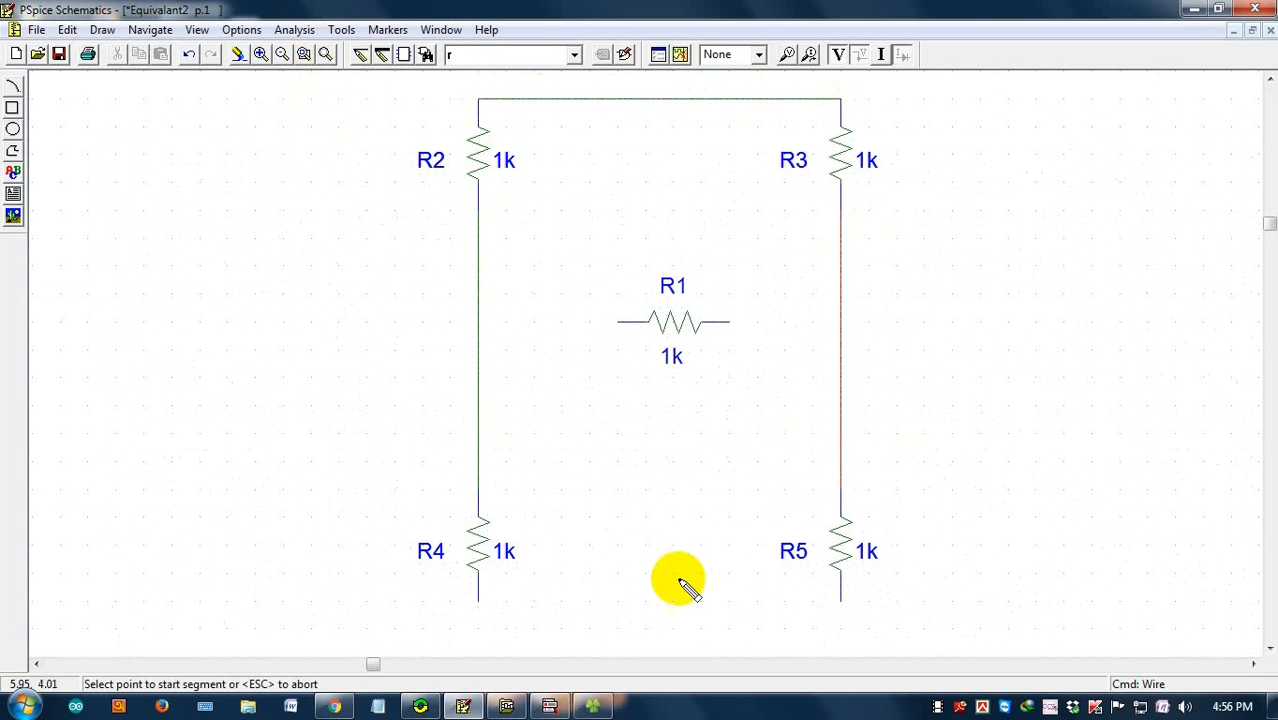 PSpice Schematics - [*Equivalant2 p.1 ]
File Edit Draw Navigate View Options Analysis Tools Markers Window Help
r None V V I I
R2 1k R3 1k
R1
1k
R4 1k R5 1k
5.95, 4.01 Select point to start segment or <ESC> to abort Cmd: Wire
4:56 PM